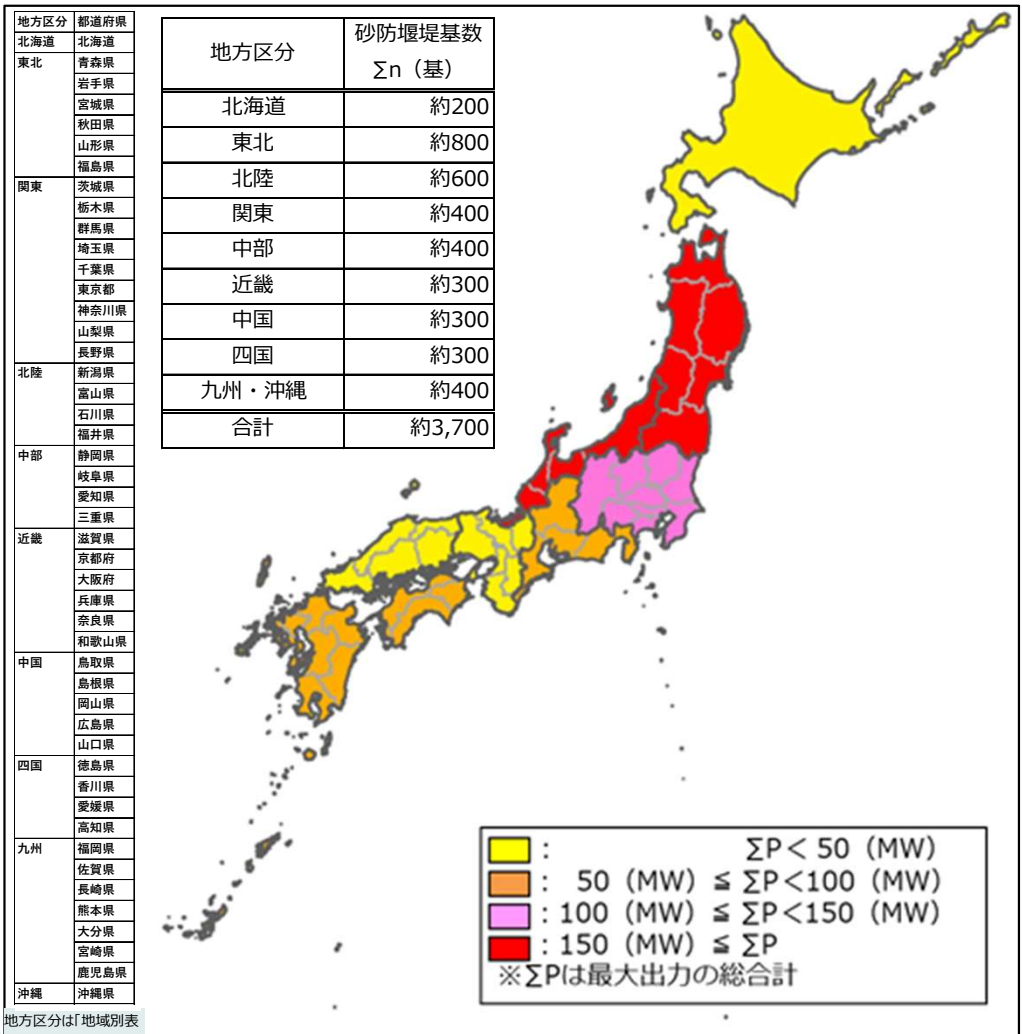 地方区分 都道府県
北海道 北海道
東北 青森県
岩手県
宮城県
秋田県
山形県
福島県
関東 茨城県
栃木県
群馬県
埼玉県
千葉県
東京都
神奈川県
山梨県
長野県
北陸 新潟県
富山県
石川県
福井県
中部 静岡県
岐阜県
愛知県
三重県
近畿 滋賀県
京都府
大阪府
兵庫県
奈良県
和歌山県
中国 鳥取県
島根県
岡山県
広島県
山口県
四国 徳島県
香川県
愛媛県
高知県
九州 福岡県
佐賀県
長崎県
熊本県
大分県
宮崎県
鹿児島県
沖縄 沖縄県
地方区分は「地域別表
地方区分 砂防堰堤基数
Σn(基)
北海道 約200
東北 約800
北陸 約600
関東 約400
中部 約400
近畿 約300
中国 約300
四国 約300
九州・沖縄 約400
合計 約3,700
: ΣP< 50 (MW)
: 50 (MW) ≦ ΣP<100 (MW)
: 100 (MW) ≦ ΣP<150 (MW)
: 150 (MW) ≦ ΣP
※ΣPは最大出力の総合計